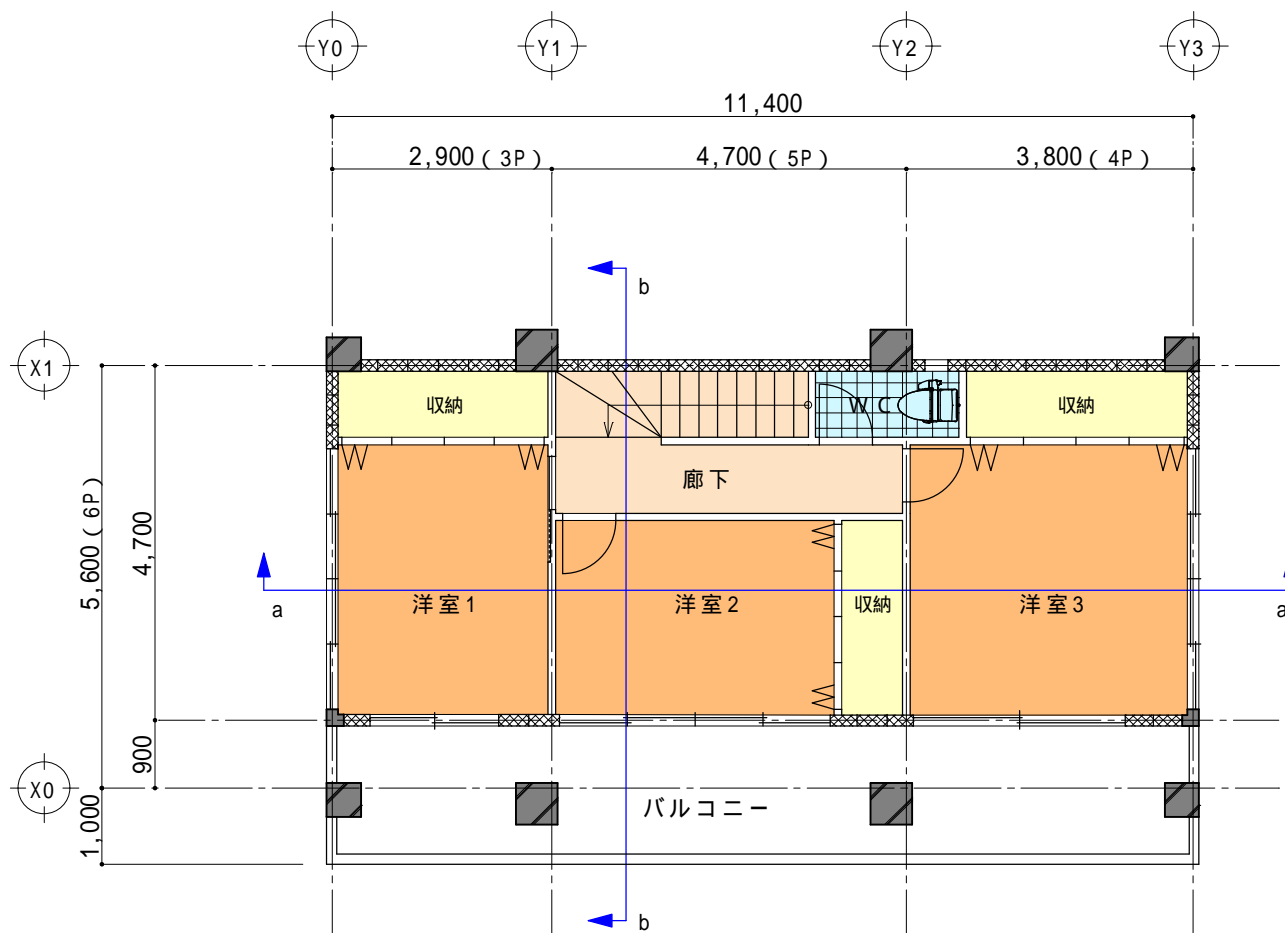 Y0 Y1 Y2 Y3
11,400
2,900(3P) 4,700(5P) 3,800(4P)
b
X1
収納 WC 収納
廊下
5,600(6P) 4,700
a 洋室1 洋室2 収納 洋室3 a
900
X0
バルコニー
1,000
b